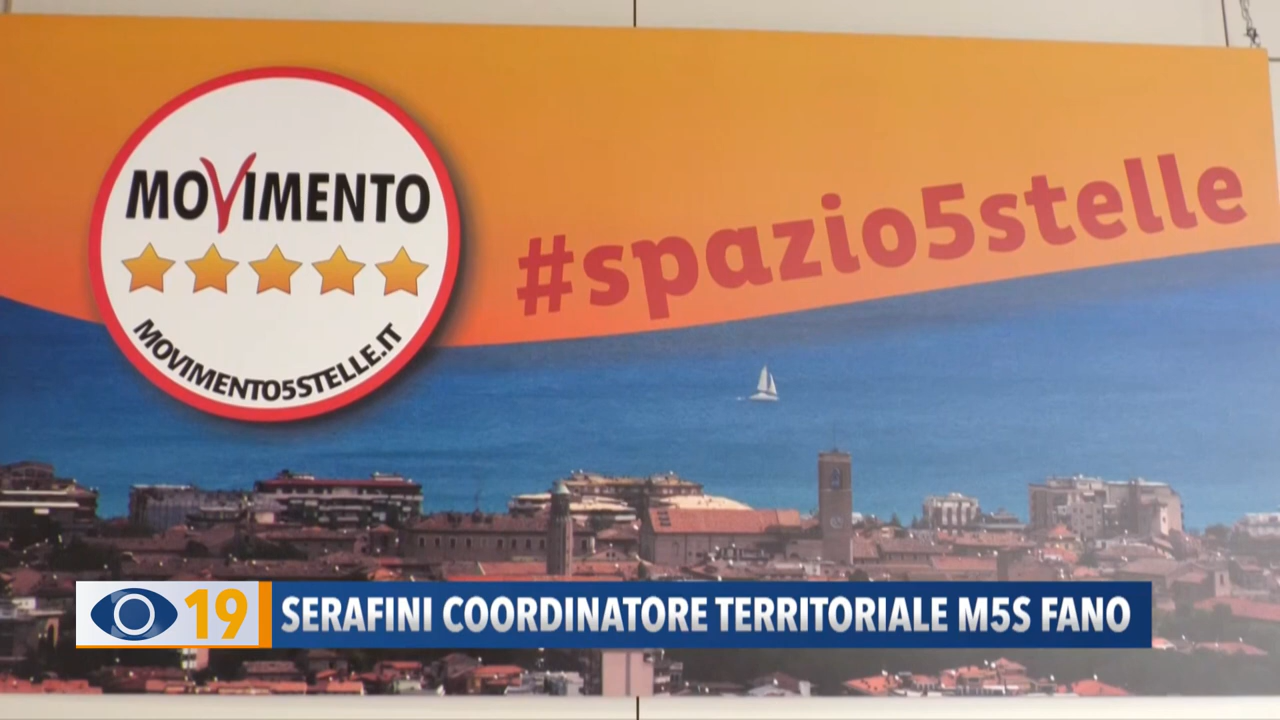 MOVIMENTO
MOVIMENTO5STELLE.IT
#spazio5stelle
19 SERAFINI COORDINATORE TERRITORIALE M5S FANO